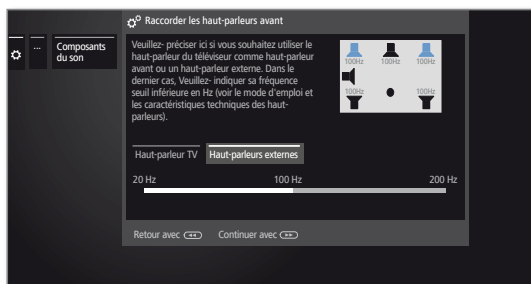 Raccorder les haut-parleurs avant
...
Composants
du son
Veuillez- préciser ici si vous souhaitez utiliser le
haut-parleur du téléviseur comme haut-parleur
avant ou un haut-parleur externe. Dans le
dernier cas, Veuillez- indiquer sa fréquence
seuil inférieure en Hz (voir le mode d'emploi et
les caractéristiques techniques des haut-
parleurs).
100Hz 100Hz 100Hz
100Hz 100Hz
Haut-parleur TV Haut-parleurs externes
20 Hz 100 Hz 200 Hz
Retour avec Continuer avec